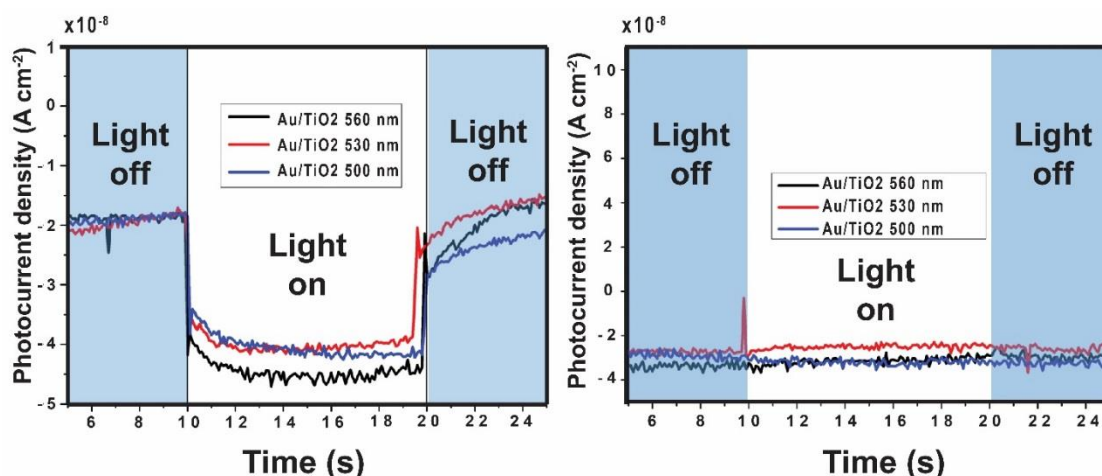 x10⁻⁸
Photocurrent density (A cm⁻²)
1
0
-1
-2
-3
-4
-5
Light
off
Au/TiO2 560 nm
Au/TiO2 530 nm
Au/TiO2 500 nm
Light
on
Light
off
6 8 10 12 14 16 18 20 22 24
Time (s)
x10⁻⁸
Photocurrent density (A cm⁻²)
10
8
6
4
2
0
-2
-4
Light
off
Au/TiO2 560 nm
Au/TiO2 530 nm
Au/TiO2 500 nm
Light
on
Light
off
6 8 10 12 14 16 18 20 22 24
Time (s)